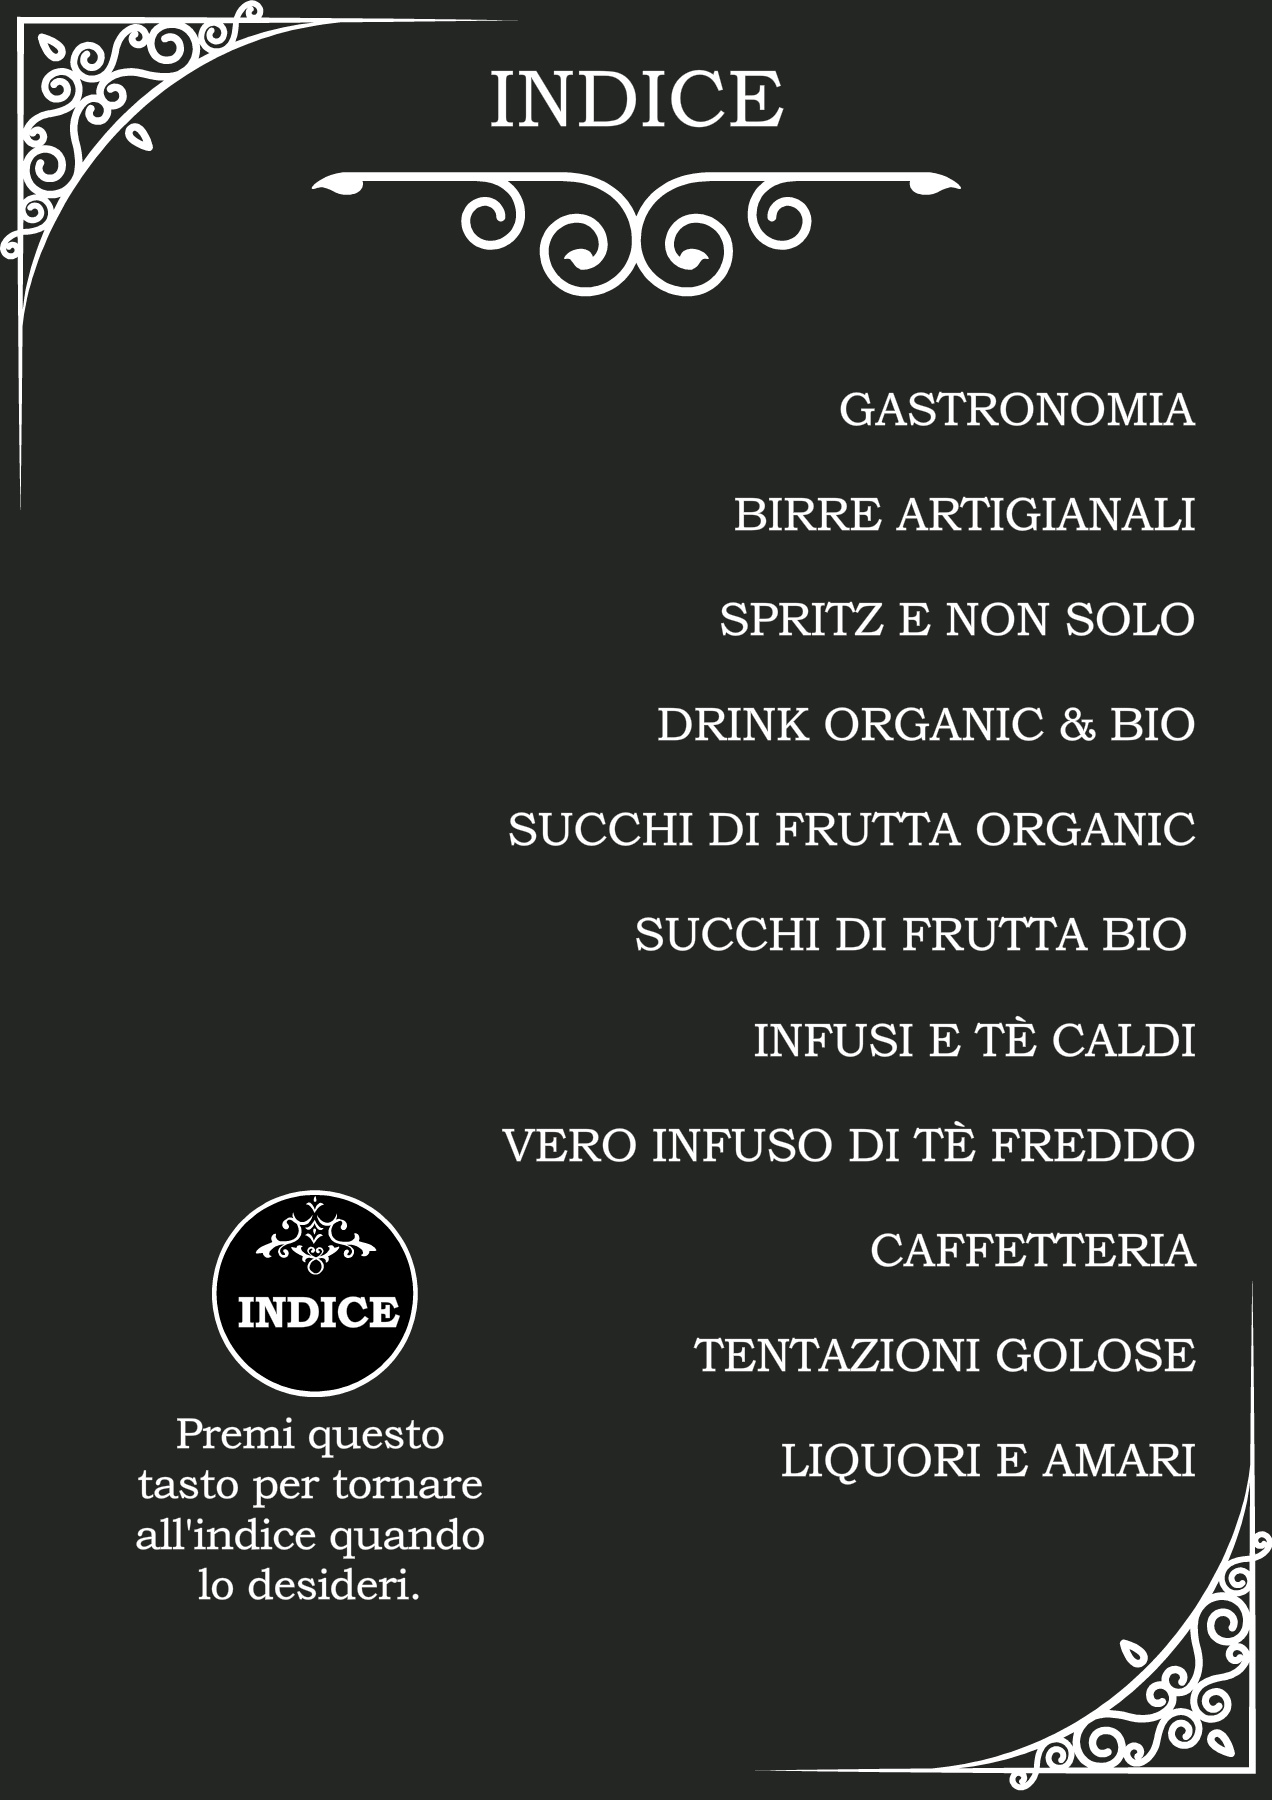 INDICE
GASTRONOMIA
BIRRE ARTIGIANALI
SPRITZ E NON SOLO
DRINK ORGANIC & BIO
SUCCHI DI FRUTTA ORGANIC
SUCCHI DI FRUTTA BIO
INFUSI E TÈ CALDI
VERO INFUSO DI TÈ FREDDO
CAFFETTERIA
TENTAZIONI GOLOSE
LIQUORI E AMARI
INDICE
Premi questo
tasto per tornare
all'indice quando
lo desideri.